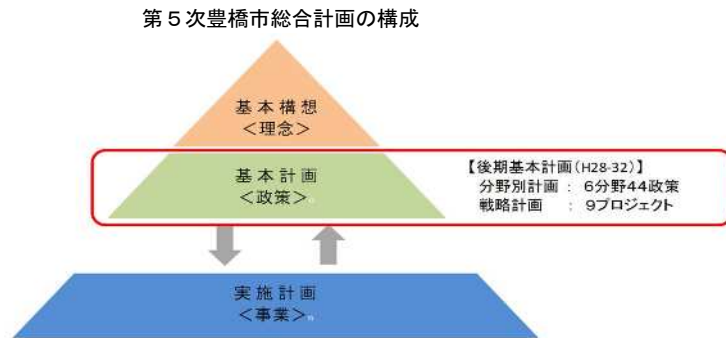 第５次豊橋市総合計画の構成
基本構想
＜理念＞
基本計画
＜政策＞。
【後期基本計画（H28-32）】
分野別計画 ： 6分野44政策
戦略計画 ： 9プロジェクト
実施計画
＜事業＞。